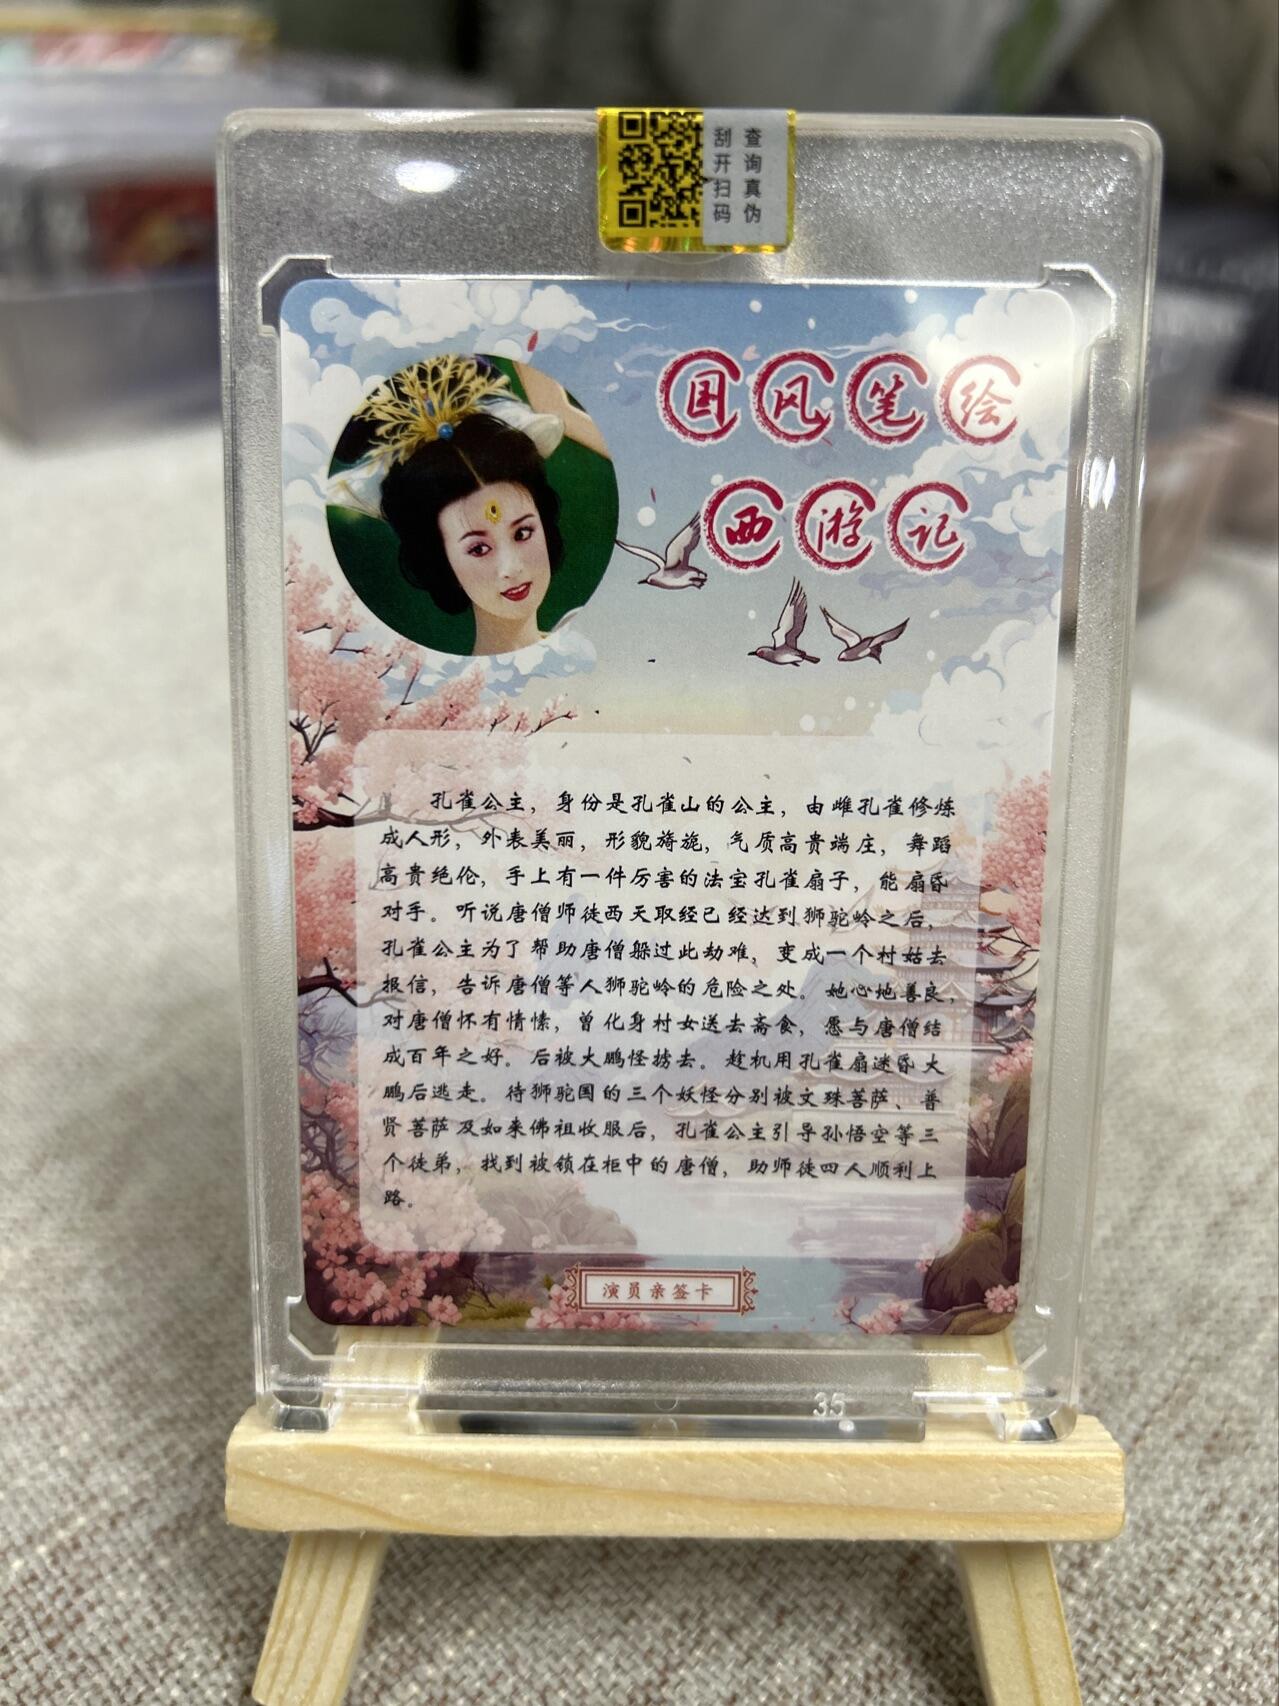 刮开扫码
查询真伪
国风笔绘
西游记
孔雀公主，身份是孔雀山的公主，由雌孔雀修炼
成人形，外表美丽，形貌旖旎，气质高贵端庄，舞蹈
高贵绝伦，手上有一件厉害的法宝孔雀扇子，能扇昏
对手。听说唐僧师徒西天取经已经达到狮驼岭之后，
孔雀公主为了帮助唐僧躲过此劫难，变成一个村姑去
报信，告诉唐僧等人狮驼岭的危险之处。她心地善良，
对唐僧怀有情愫，曾化身村女送去斋食，愿与唐僧结
成百年之好。后被大鹏怪掳去。趁机用孔雀扇迷昏大
鹏后逃走。待狮驼国的三个妖怪分别被文殊菩萨、普
贤菩萨及如来佛祖收服后，孔雀公主引导孙悟空等三
个徒弟，找到被锁在柜中的唐僧，助师徒四人顺利上
路。
演员亲签卡
35